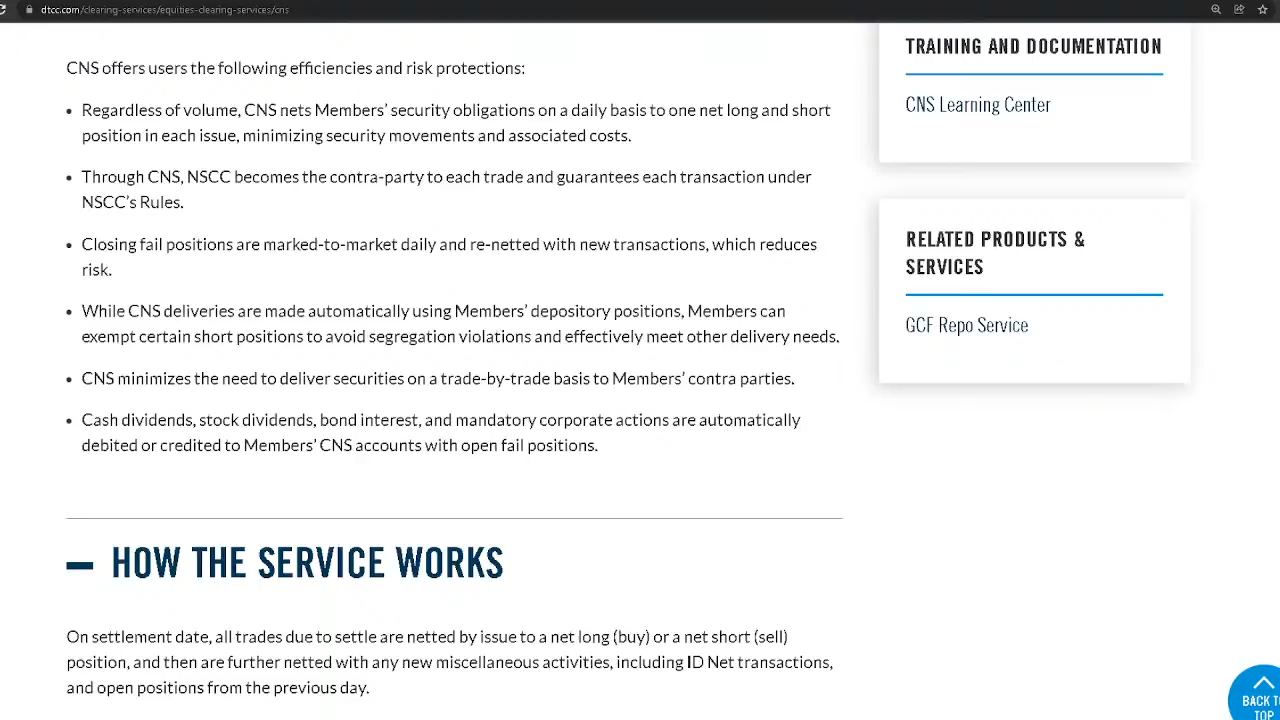 dtcc.com/clearing-services/equities-clearing-services/cns
CNS offers users the following efficiencies and risk protections:
• Regardless of volume, CNS nets Members' security obligations on a daily basis to one net long and short
position in each issue, minimizing security movements and associated costs.
• Through CNS, NSCC becomes the contra-party to each trade and guarantees each transaction under
NSCC's Rules.
• Closing fail positions are marked-to-market daily and re-netted with new transactions, which reduces
risk.
• While CNS deliveries are made automatically using Members' depository positions, Members can
exempt certain short positions to avoid segregation violations and effectively meet other delivery needs.
• CNS minimizes the need to deliver securities on a trade-by-trade basis to Members' contra parties.
• Cash dividends, stock dividends, bond interest, and mandatory corporate actions are automatically
debited or credited to Members' CNS accounts with open fail positions.
HOW THE SERVICE WORKS
On settlement date, all trades due to settle are netted by issue to a net long (buy) or a net short (sell)
position, and then are further netted with any new miscellaneous activities, including ID Net transactions,
and open positions from the previous day.
TRAINING AND DOCUMENTATION
CNS Learning Center
RELATED PRODUCTS &
SERVICES
GCF Repo Service
BACK TO
TOP